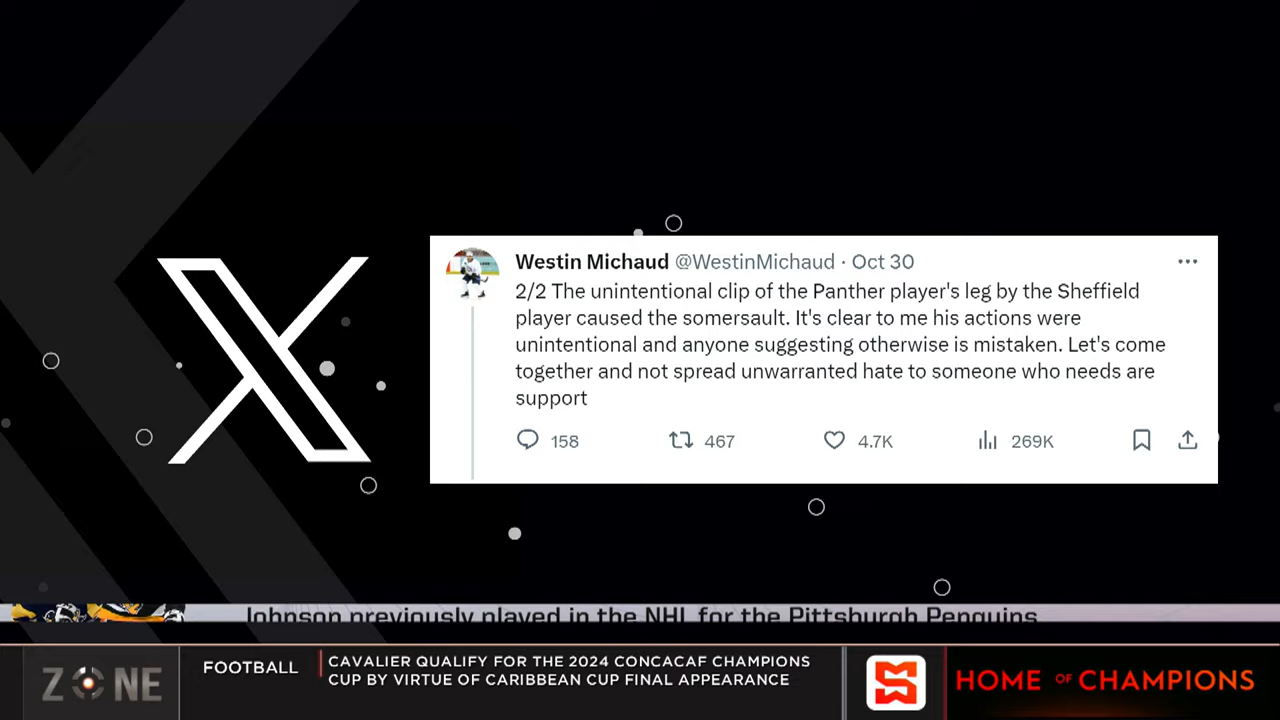 Westin Michaud @WestinMichaud · Oct 30
2/2 The unintentional clip of the Panther player's leg by the Sheffield
player caused the somersault. It's clear to me his actions were
unintentional and anyone suggesting otherwise is mistaken. Let's come
together and not spread unwarranted hate to someone who needs are
support
158 467 4.7K 269K
Johnson previously played in the NHL for the Pittsburgh Penguins
ZONE
FOOTBALL
CAVALIER QUALIFY FOR THE 2024 CONCACAF CHAMPIONS
CUP BY VIRTUE OF CARIBBEAN CUP FINAL APPEARANCE
HOME OF CHAMPIONS